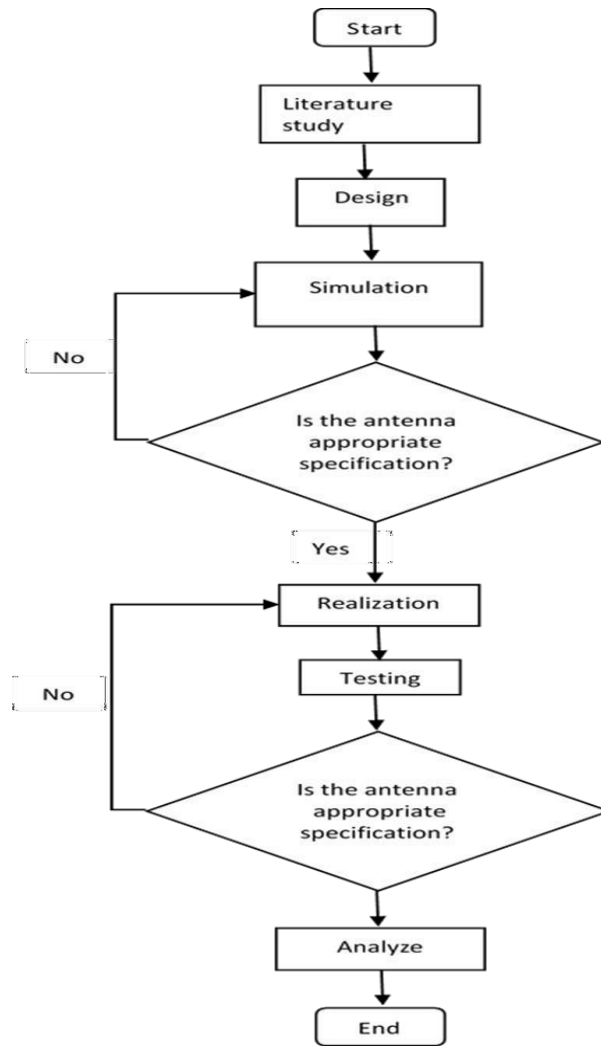 Start
Literature
study
Design
Simulation
No
Is the antenna
appropriate
specification?
Yes
Realization
No
Testing
Is the antenna
appropriate
specification?
Analyze
End